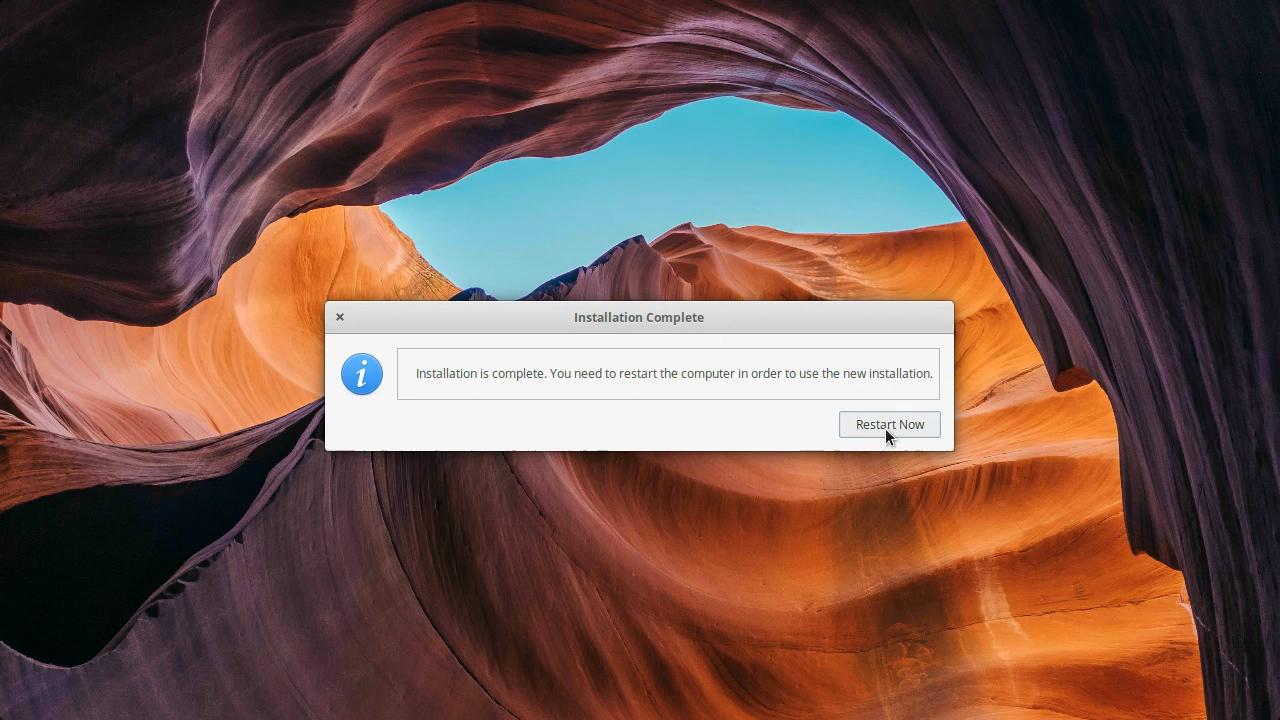 Installation Complete
Installation is complete. You need to restart the computer in order to use the new installation.
Restart Now